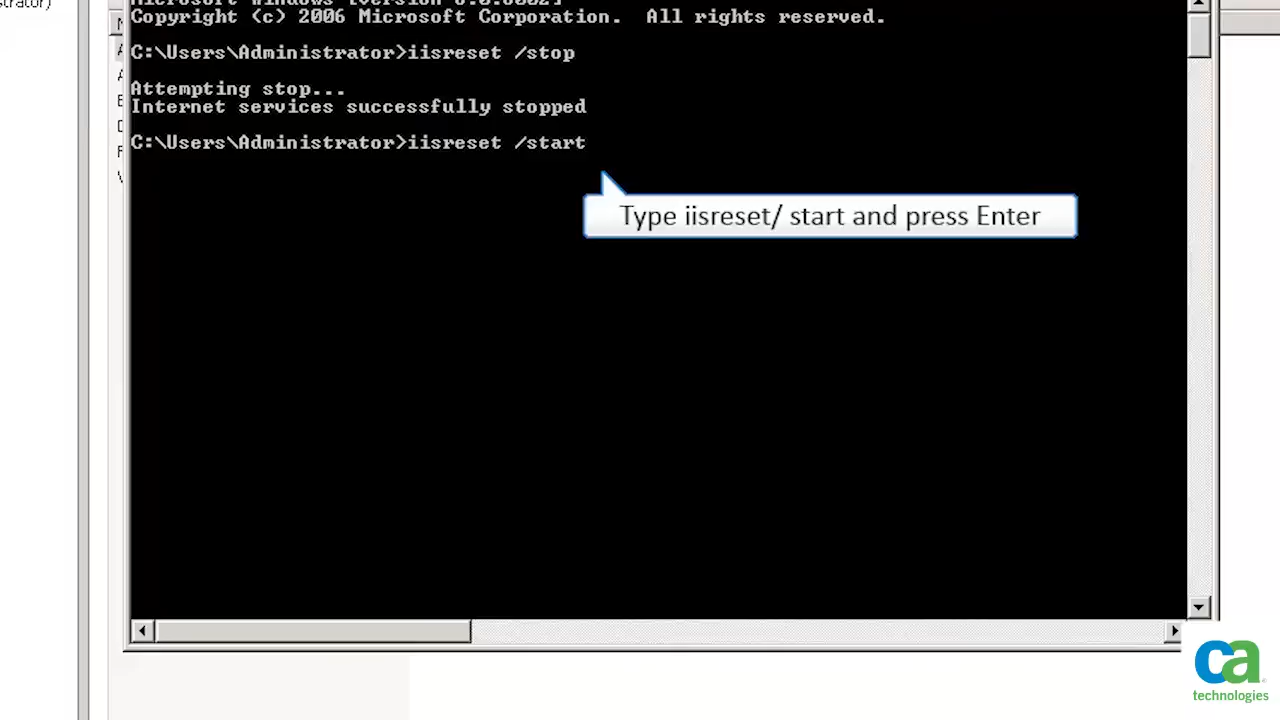 Copyright (c) 2006 Microsoft Corporation.  All rights reserved.
C:\Users\Administrator>iisreset /stop
Attempting stop...
Internet services successfully stopped
C:\Users\Administrator>iisreset /start
Type iisreset/ start and press Enter
ca
technologies